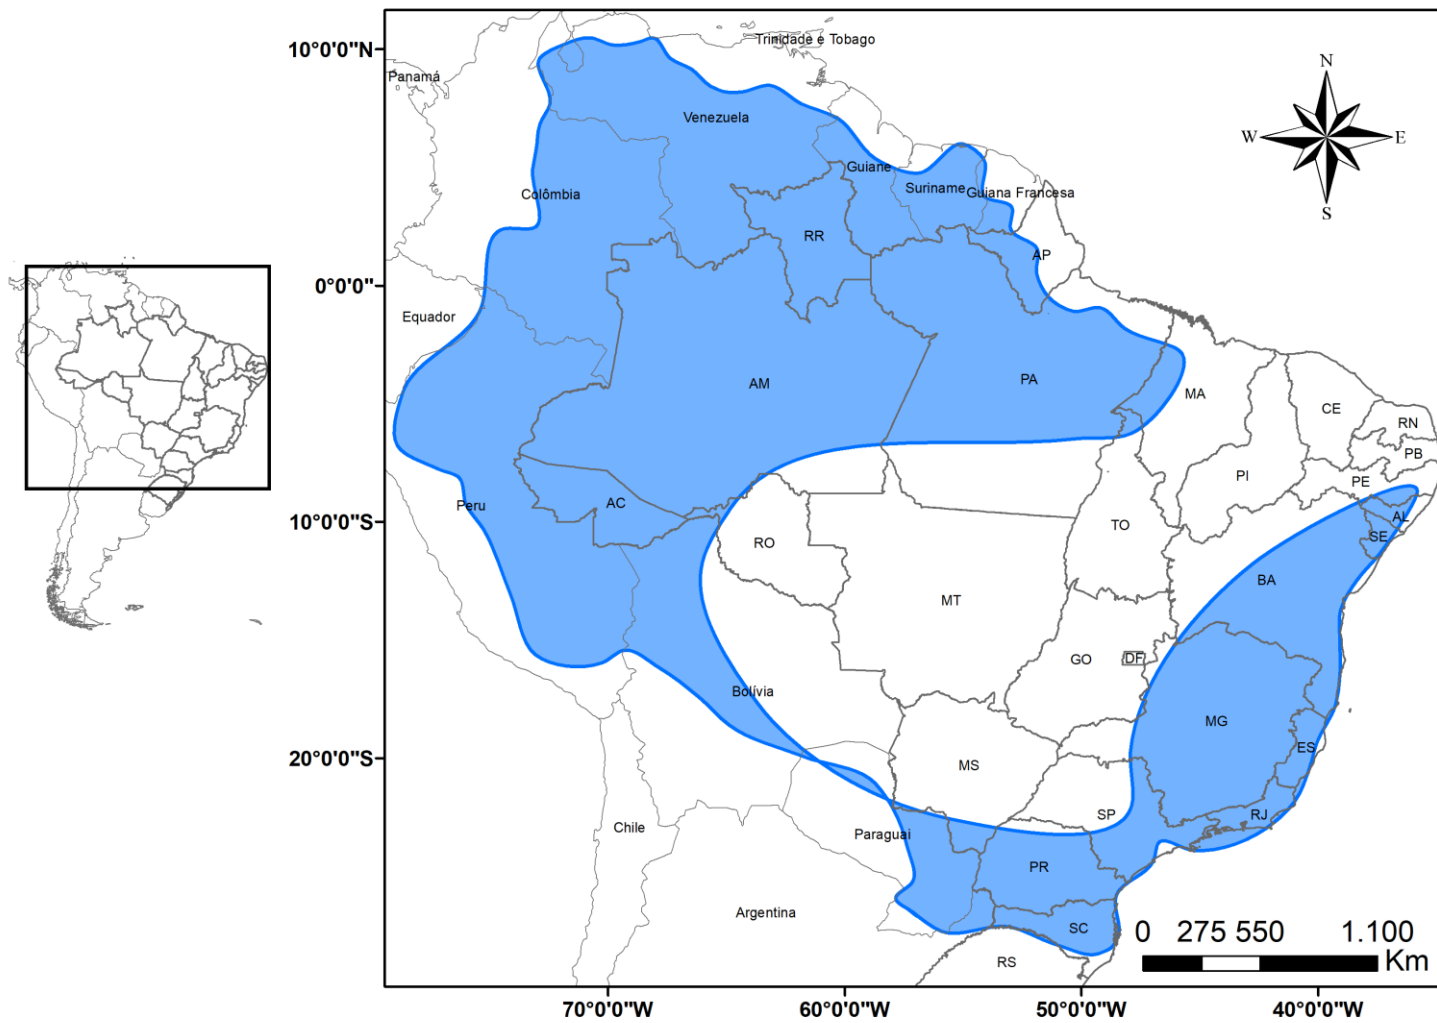 10°0'0"N
0°0'0"
10°0'0"S
20°0'0"S
Trinidade e Tobago
Panamá
Venezuela
Guiane
Colômbia
Suriname
Guiana Francesa
RR
AP
Equador
AM
PA
MA
CE
RN
PB
PI
PE
Peru
AC
AL
TO
SE
RO
BA
MT
GO
DF
Bolívia
MG
ES
MS
SP
RJ
Chile
Paraguai
PR
Argentina
SC
RS
N
W
E
S
0 275 550 1.100
Km
70°0'0"W 60°0'0"W 50°0'0"W 40°0'0"W